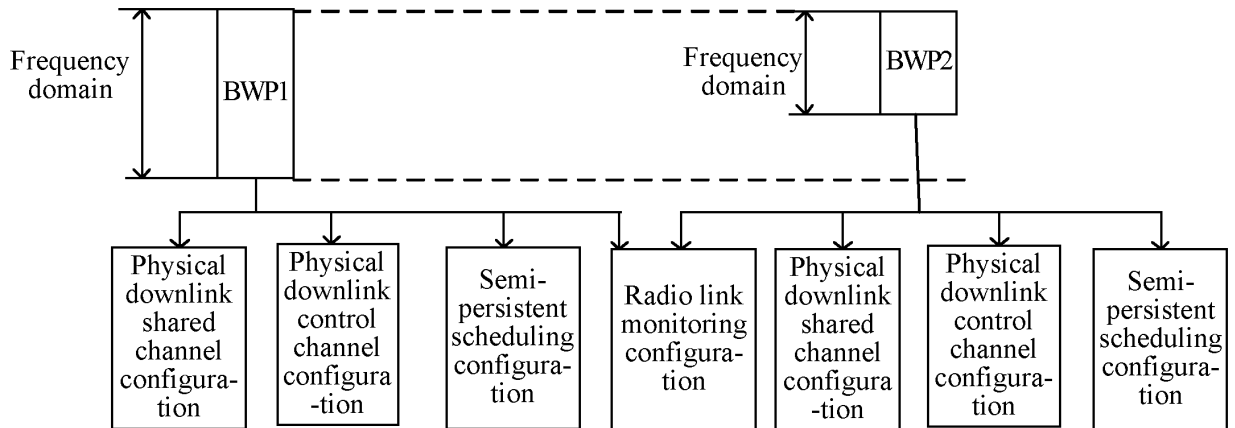 Frequency
domain
BWP1
Frequency
domain
BWP2
Physical
downlink
shared
channel
configura-
tion
Physical
downlink
control
channel
configura
-tion
Semi-
persistent
scheduling
configura-
tion
Radio link
monitoring
configura-
tion
Physical
downlink
shared
channel
configura
-tion
Physical
downlink
control
channel
configura-
tion
Semi-
persistent
scheduling
configura-
tion